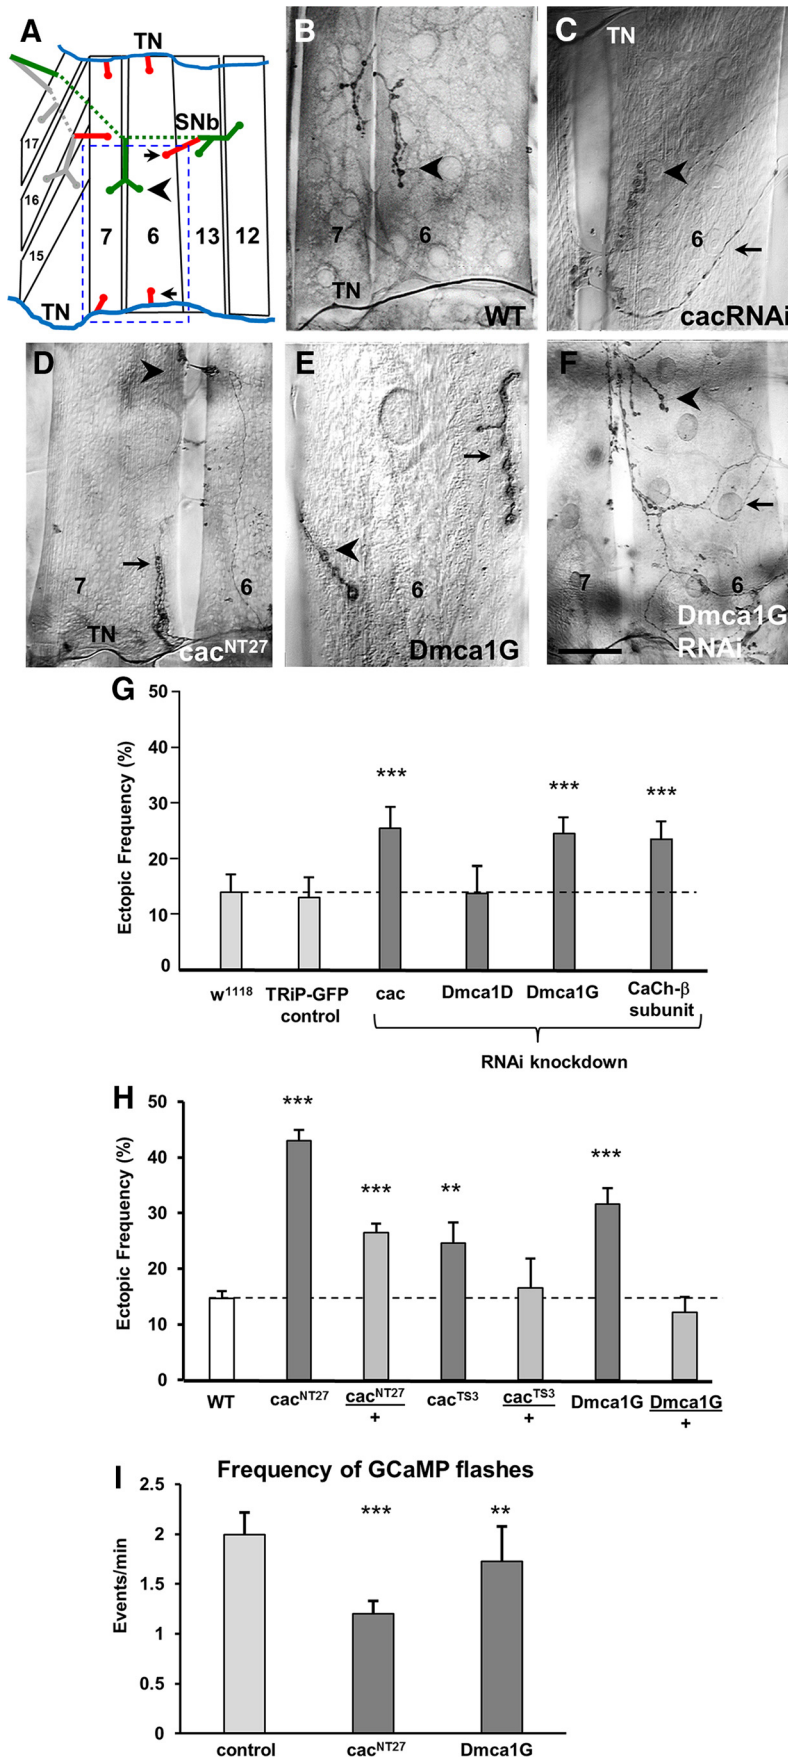 A
TN
SNb
17
16
15
7
6
13
12
TN
B
7
6
TN
WT
C
TN
6
cacRNAi
D
7
6
TN
cacNT27
E
6
Dmca1G
F
7
6
Dmca1G
RNAi
G
Ectopic Frequency (%)
50
40
30
20
10
0
***
***
***
w1118
TRiP-GFP
control
cac
Dmca1D
Dmca1G
CaCh-β
subunit
RNAi knockdown
H
Ectopic Frequency (%)
50
40
30
20
10
0
***
***
**
***
WT
cacNT27
cacNT27
+
cacTS3
cacTS3
+
Dmca1G
Dmca1G
+
I
Frequency of GCaMP flashes
Events/min
2.5
2
1.5
1
0.5
0
***
**
control
cacNT27
Dmca1G